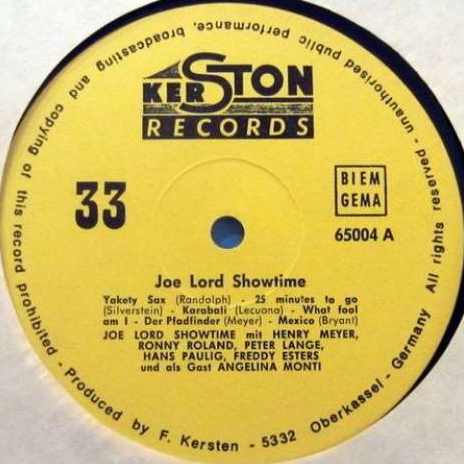 KERSTON
RECORDS
33
BIEM
GEMA
65004 A
Joe Lord Showtime
Yakety Sax (Randolph) - 25 minutes to go
(Silverstein) - Karabali (Lecuona) - What fool
am I - Der Pfadfinder (Meyer) - Mexico (Bryant)
JOE LORD SHOWTIME mit HENRY MEYER,
RONNY ROLAND, PETER LANGE,
HANS PAULIG, FREDDY ESTERS
und als Gast ANGELINA MONTI
All rights reserved - unauthorised public performance, broadcasting and copying of this record prohibited - Produced by F. Kersten - 5332 Oberkassel - Germany